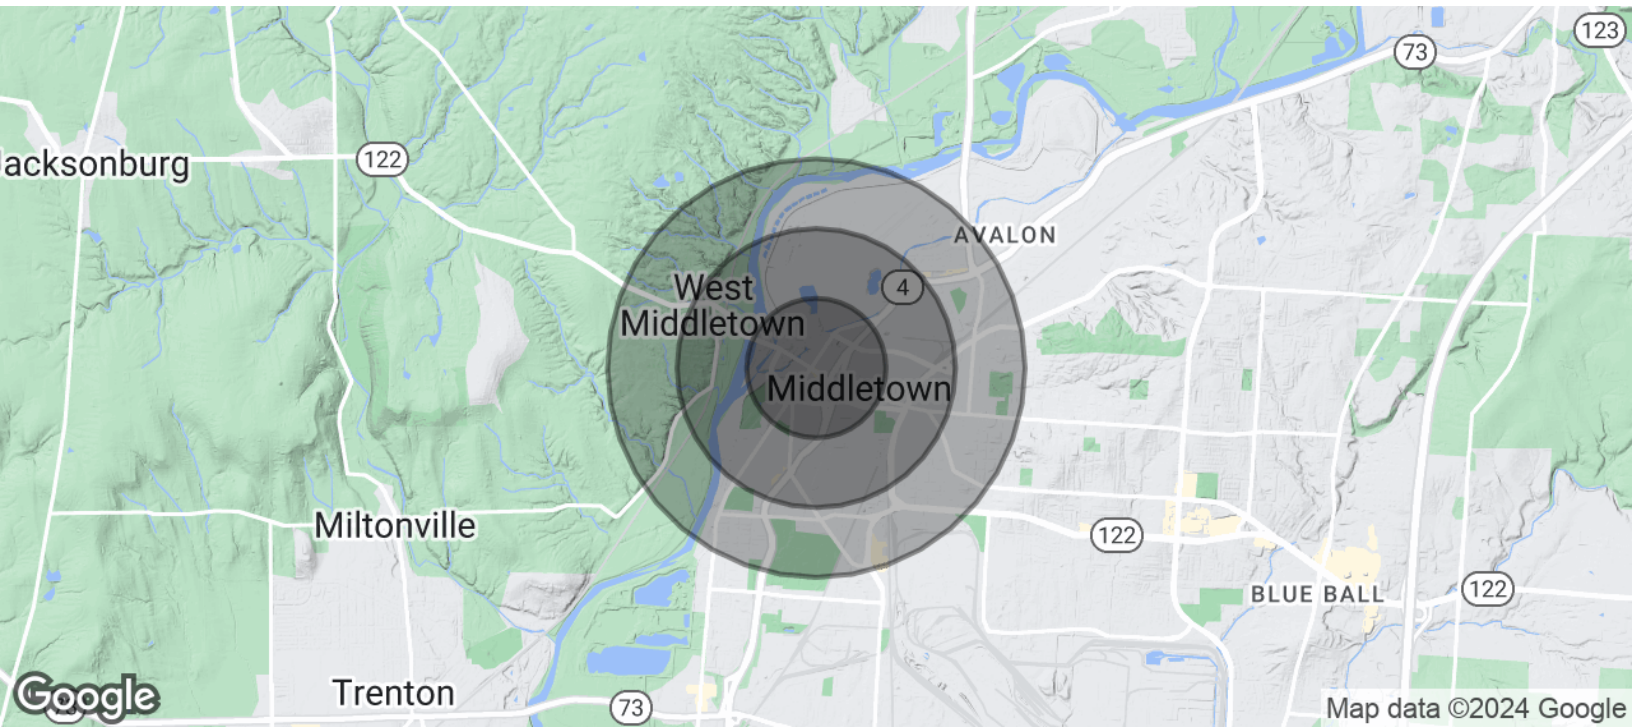 123
73
122
Jacksonburg
AVALON
West
Middletown
4
Middletown
Miltonville
122
122
BLUE BALL
Trenton
73
Google
Map data ©2024 Google